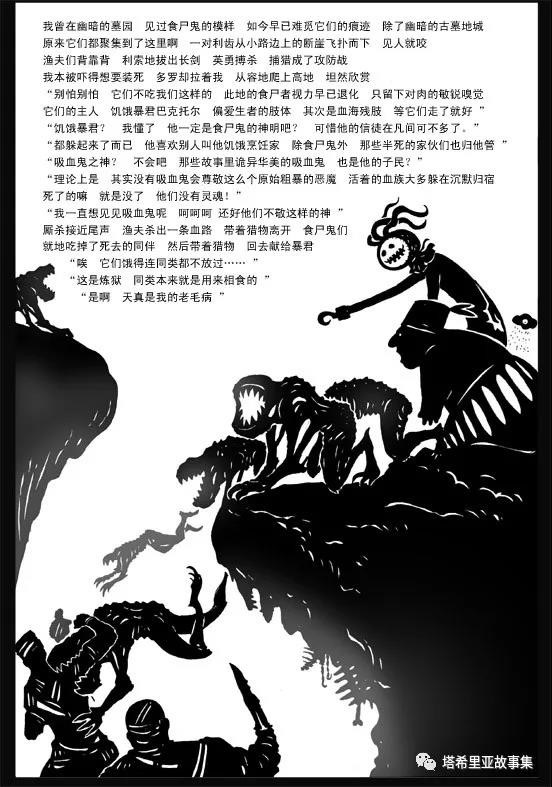 我曾在幽暗的墓园 见过食尸鬼的模样 如今早已难觅它们的痕迹 除了幽暗的古墓地城
原来它们都聚集到了这里啊 一对利齿从小路边上的断崖飞扑而下 见人就咬
渔夫们背靠背 利索地拔出长剑 英勇搏杀 捕猎成了攻防战
我本被吓得想要装死 多罗却拉着我 从容地爬上高地 坦然欣赏
“别怕别怕 它们不吃我们这样的 此地的食尸者视力早已退化 只留下对肉的敏锐嗅觉
它们的主人 饥饿暴君巴克托尔 偏爱生者的肢体 其次是血海残肢 等它们走了就好”
“饥饿暴君？ 我懂了 他一定是食尸鬼的神明吧？ 可惜他的信徒在凡间可不多了。”
“都躲起来了而已 他喜欢别人叫他饥饿烹饪家 除食尸鬼外 那些半死的家伙们也归他管”
“吸血鬼之神？ 不会吧 那些故事里诡异华美的吸血鬼 也是他的子民？”
“理论上是 其实没有吸血鬼会尊敬这么个原始粗暴的恶魔 活着的血族大多躲在沉默归宿
死了的嘛 就是没了 他们没有灵魂！”
“我一直想见见吸血鬼呢 呵呵呵 还好他们不敬这样的神”
厮杀接近尾声 渔夫杀出一条血路 带着猎物离开 食尸鬼们
就地吃掉了死去的同伴 然后带着猎物 回去献给暴君
“唉 它们饿得连同类都不放过……”
“这是炼狱 同类本来就是用来相食的”
“是啊 天真是我的老毛病”
塔希里亚故事集